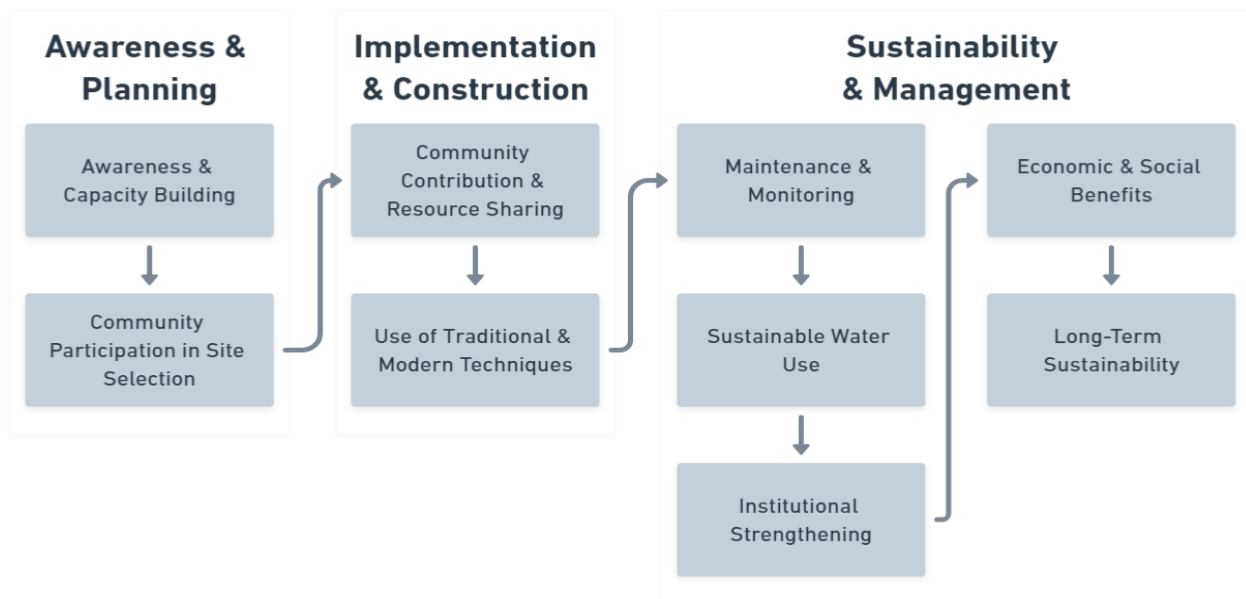 Awareness &
Planning
Awareness &
Capacity Building
Community
Participation in Site
Selection
Implementation
& Construction
Community
Contribution &
Resource Sharing
Use of Traditional &
Modern Techniques
Sustainability
& Management
Maintenance &
Monitoring
Sustainable Water
Use
Institutional
Strengthening
Economic & Social
Benefits
Long-Term
Sustainability